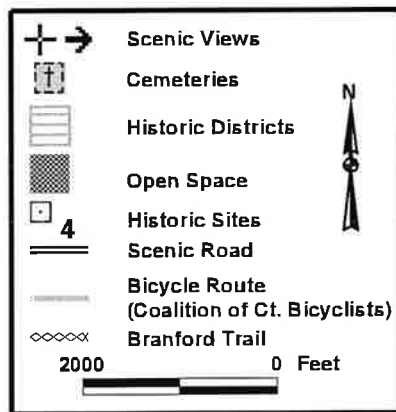 Scenic Views
Cemeteries
N
Historic Districts
Open Space
Historic Sites
4
Scenic Road
Bicycle Route
(Coalition of Ct. Bicyclists)
Branford Trail
2000 0 Feet